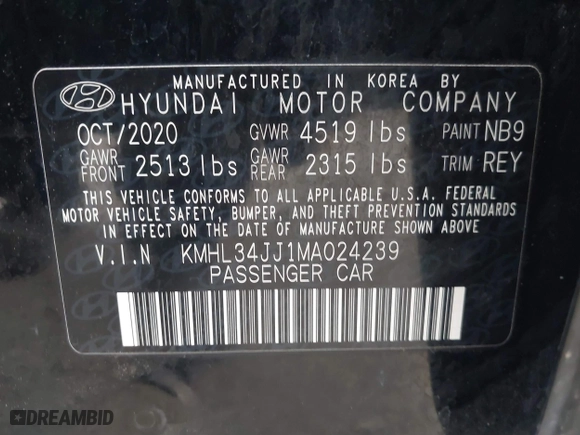 MANUFACTURED IN KOREA BY
HYUNDAI MOTOR COMPANY
OCT/2020 GVWR 4519 lbs PAINT NB9
GAWR FRONT 2513 lbs GAWR REAR 2315 lbs TRIM REY
THIS VEHICLE CONFORMS TO ALL APPLICABLE U.S.A. FEDERAL
MOTOR VEHICLE SAFETY, BUMPER, AND THEFT PREVENTION STANDARDS
IN EFFECT ON THE DATE OF MANUFACTURE SHOWN ABOVE.
V.I.N KMHL34JJ1MA024239
PASSENGER CAR
DREAMBID